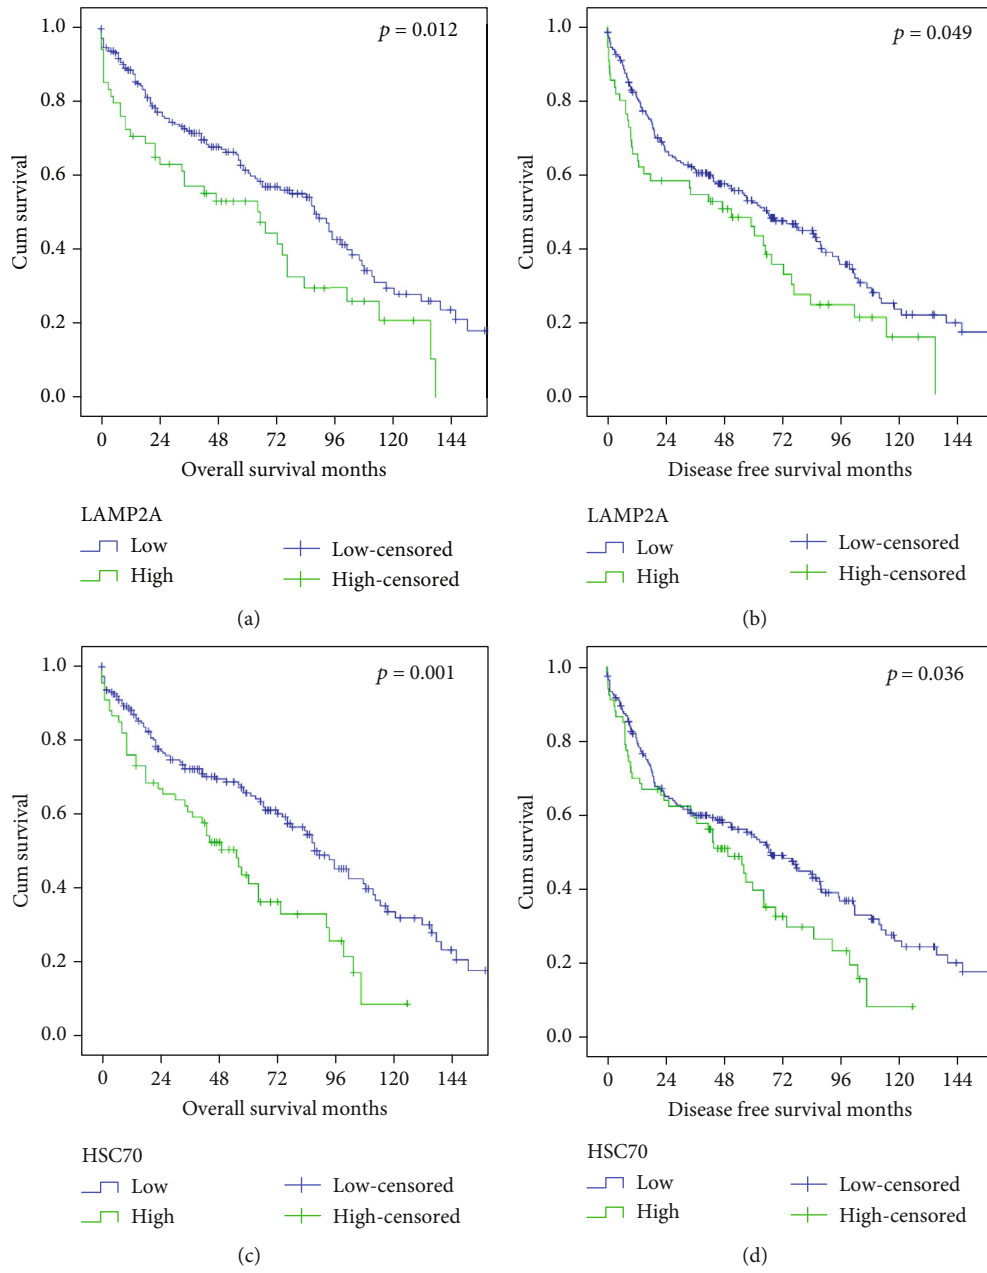 1.0
0.8
0.6
0.4
0.2
0.0
Cum survival
p = 0.012
0 24 48 72 96 120 144
Overall survival months
LAMP2A
Low
High
Low-censored
High-censored
(a)
1.0
0.8
0.6
0.4
0.2
0.0
Cum survival
p = 0.049
0 24 48 72 96 120 144
Disease free survival months
LAMP2A
Low
High
Low-censored
High-censored
(b)
1.0
0.8
0.6
0.4
0.2
0.0
Cum survival
p = 0.001
0 24 48 72 96 120 144
Overall survival months
HSC70
Low
High
Low-censored
High-censored
(c)
1.0
0.8
0.6
0.4
0.2
0.0
Cum survival
p = 0.036
0 24 48 72 96 120 144
Disease free survival months
HSC70
Low
High
Low-censored
High-censored
(d)